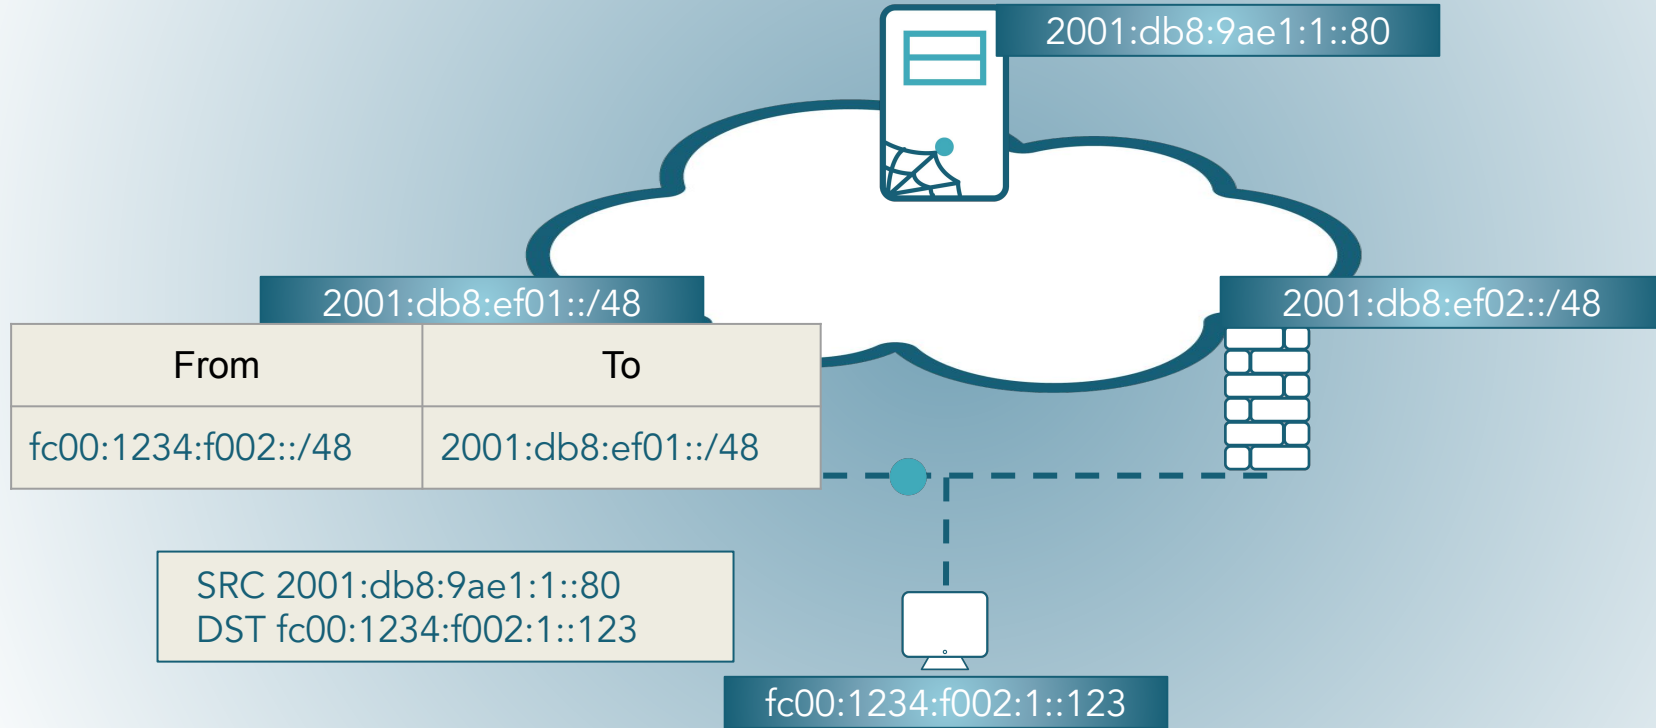 2001:db8:9ae1:1::80
2001:db8:ef01::/48
2001:db8:ef02::/48
From To
fc00:1234:f002::/48 2001:db8:ef01::/48
SRC 2001:db8:9ae1:1::80
DST fc00:1234:f002:1::123
fc00:1234:f002:1::123